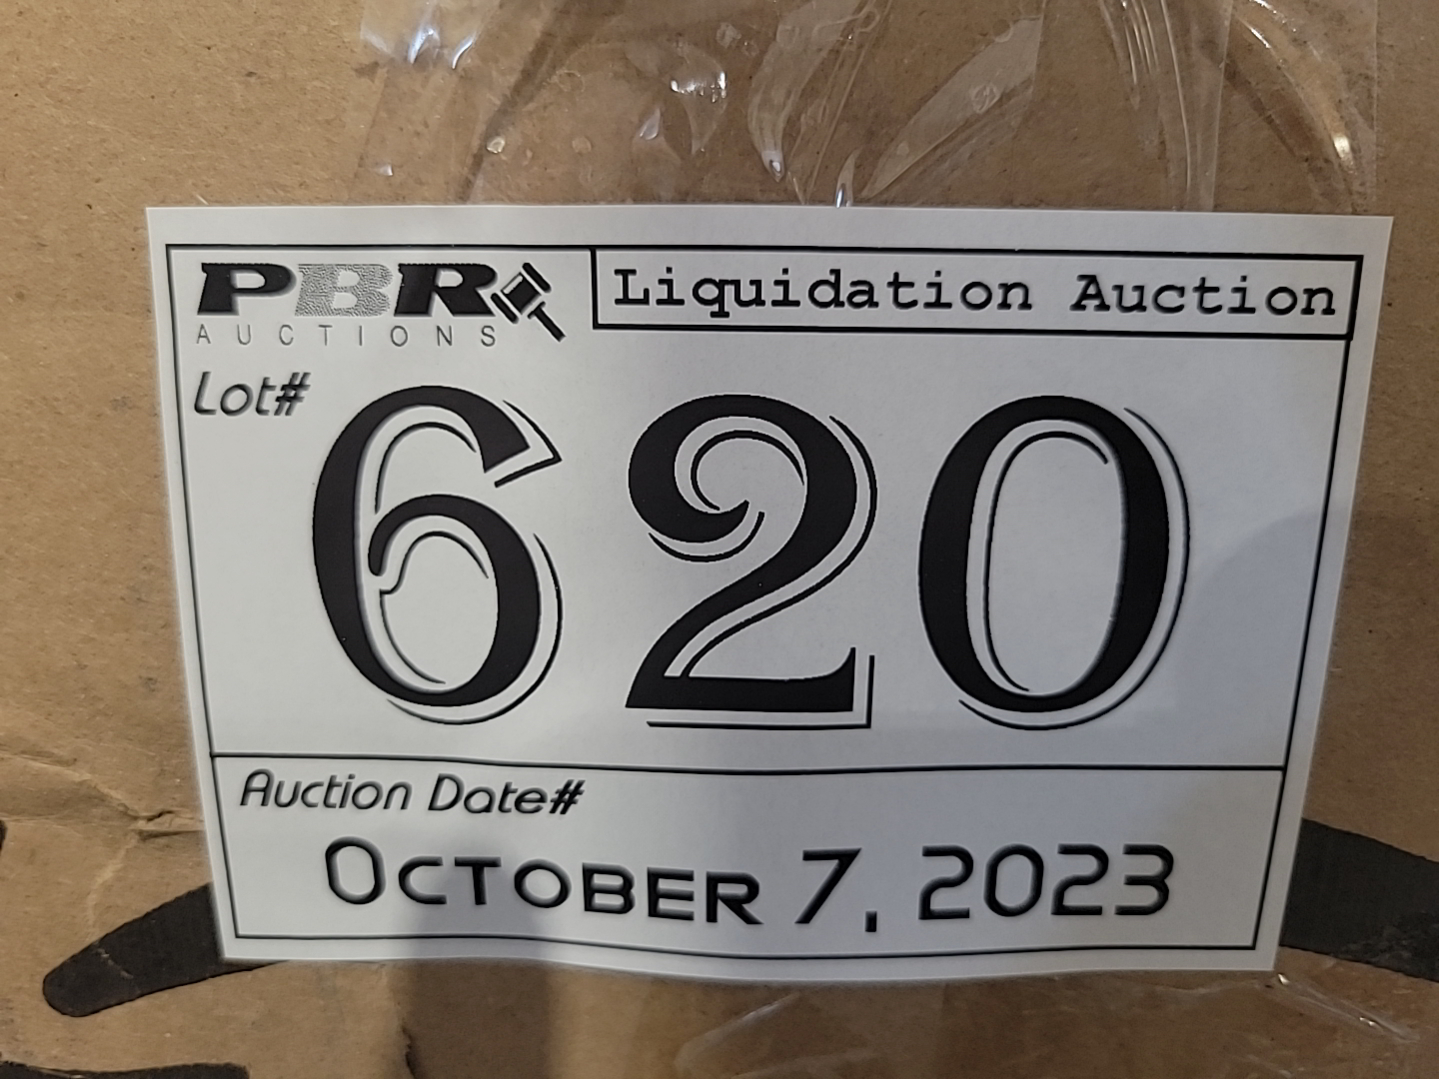 PBR
AUCTIONS
Liquidation Auction
Lot#
620
Auction Date#
October 7, 2023